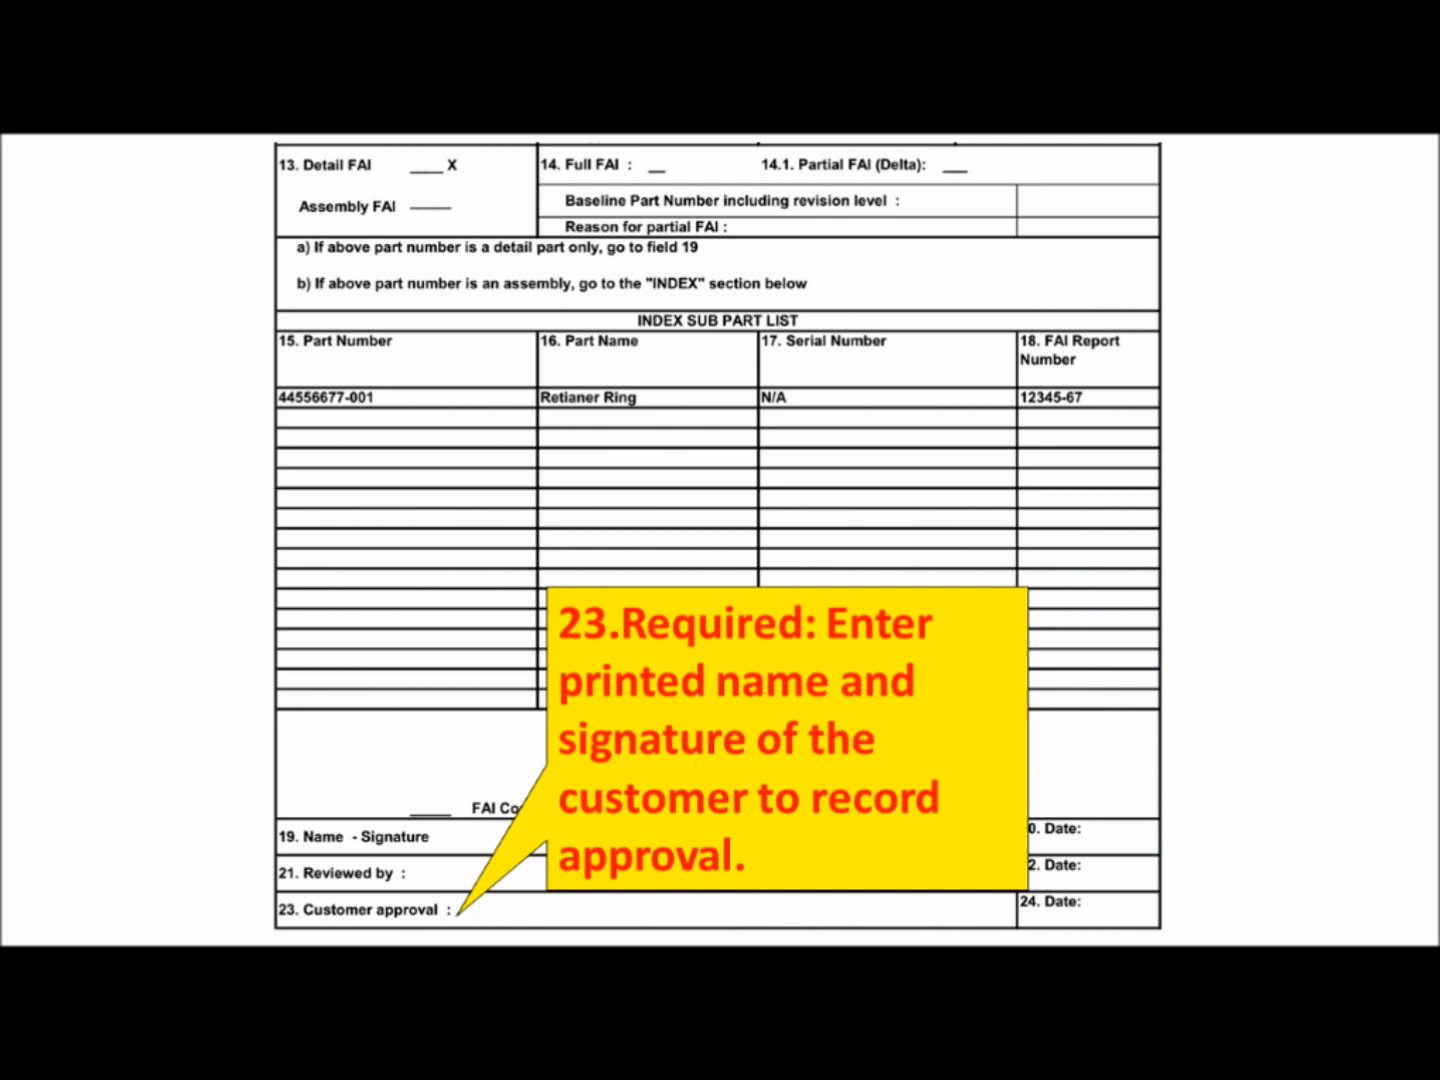 13. Detail FAI ____ X
14. Full FAI : __
14.1. Partial FAI (Delta): ___
Assembly FAI ____
Baseline Part Number including revision level :
Reason for partial FAI :
a) If above part number is a detail part only, go to field 19
b) If above part number is an assembly, go to the "INDEX" section below
INDEX SUB PART LIST
15. Part Number
16. Part Name
17. Serial Number
18. FAI Report
Number
44556677-001
Retianer Ring
N/A
12345-67
23.Required: Enter
printed name and
signature of the
customer to record
approval.
____ FAI
19. Name - Signature
0. Date:
21. Reviewed by :
2. Date:
23. Customer approval :
24. Date: